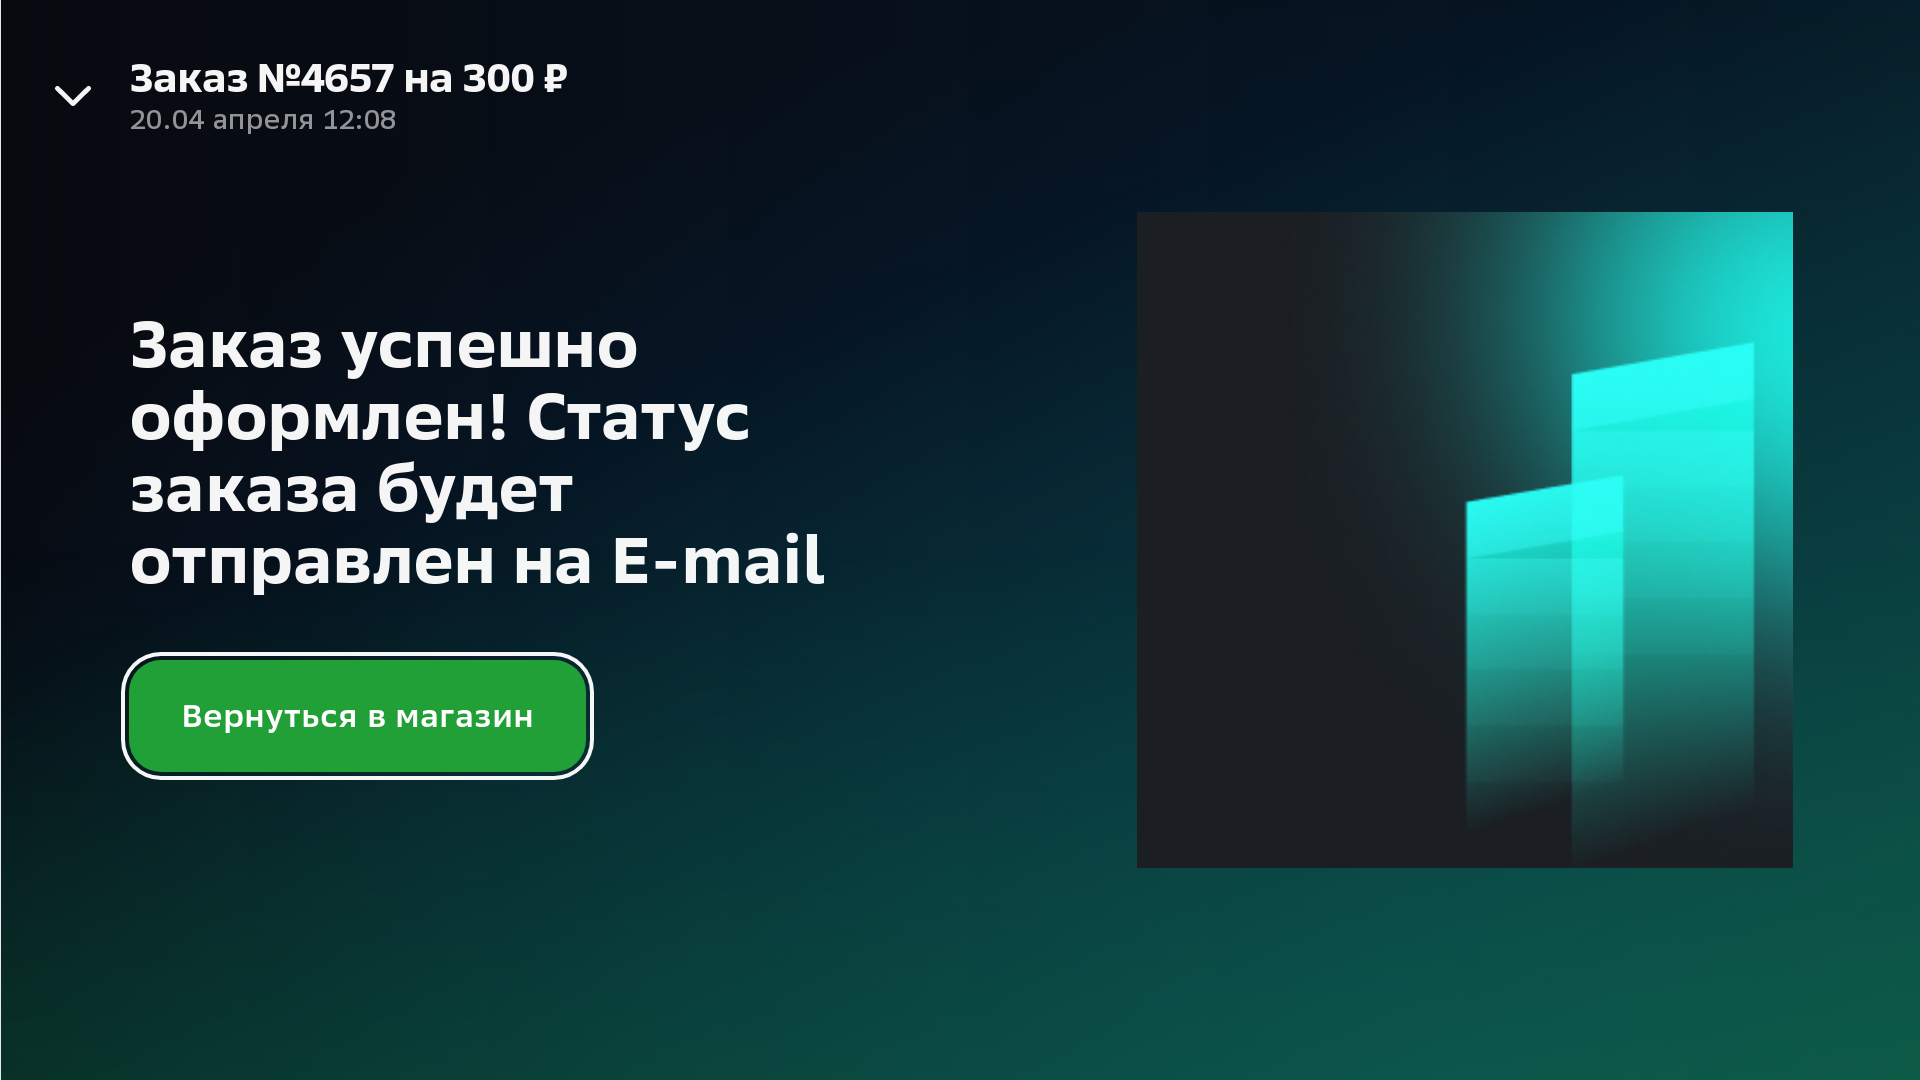 Заказ №4657 на 300 ₽
20.04 апреля 12:08
Заказ успешно
оформлен! Статус
заказа будет
отправлен на E-mail
Вернуться в магазин